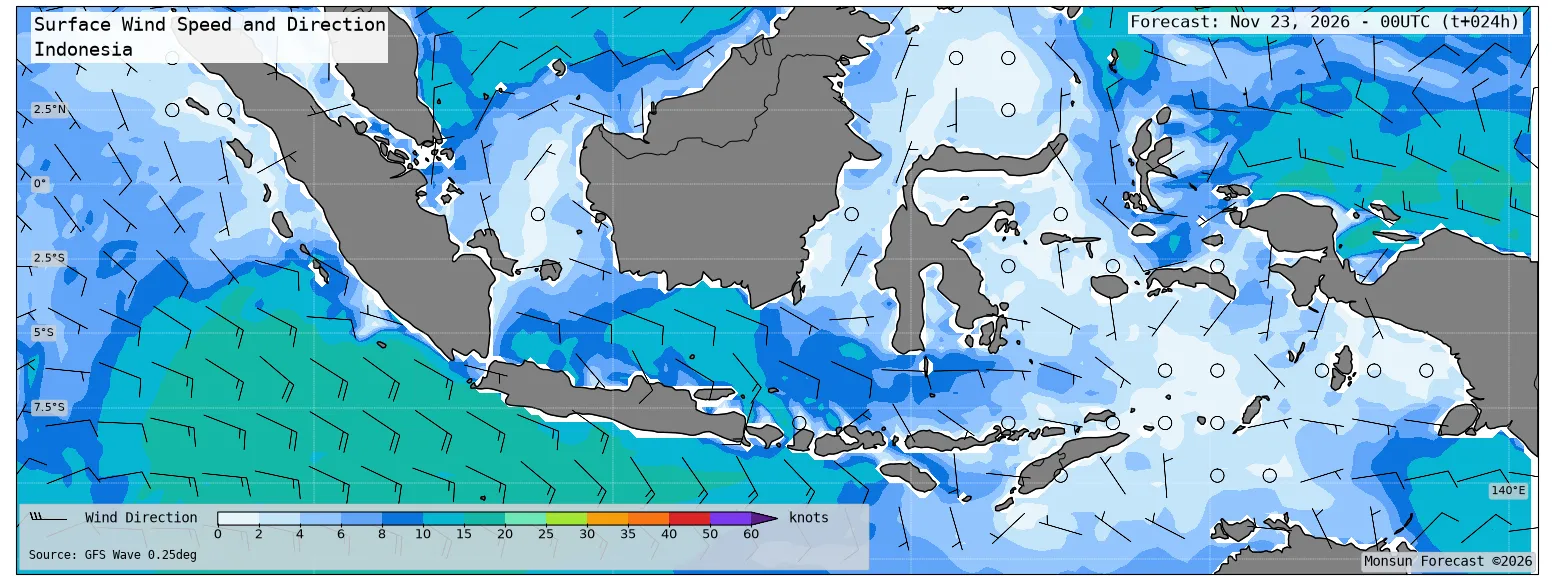 Surface Wind Speed and Direction
Indonesia
Forecast: Nov 23, 2026 - 00UTC (t+024h)
2.5°N
0°
2.5°S
5°S
7.5°S
140°E
Wind Direction
knots
0 2 4 6 8 10 15 20 25 30 35 40 50 60
Source: GFS Wave 0.25deg
Monsun Forecast ©2026